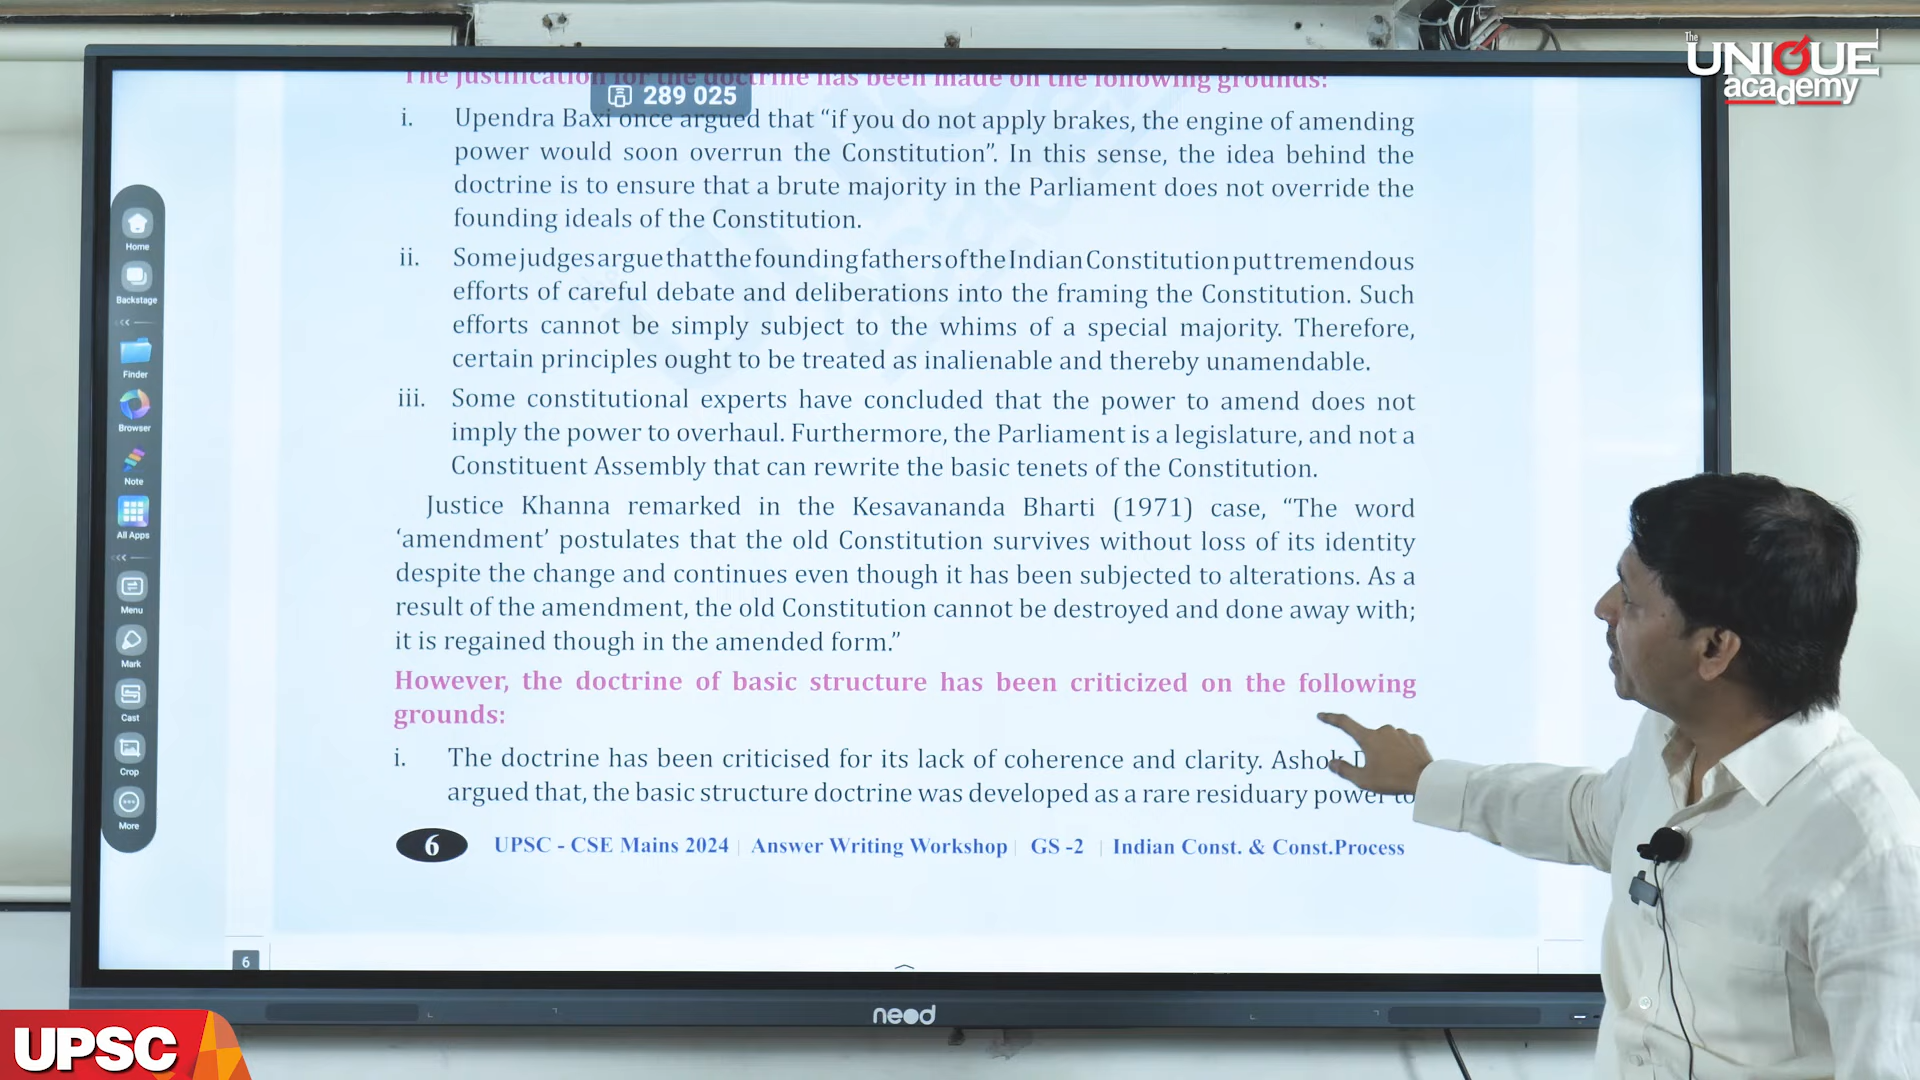 The UNIQUE
academy
The justification for the doctrine has been made on the following grounds:
289 025
i. Upendra Baxi once argued that “if you do not apply brakes, the engine of amending
power would soon overrun the Constitution”. In this sense, the idea behind the
doctrine is to ensure that a brute majority in the Parliament does not override the
founding ideals of the Constitution.
ii. Some judges argue that the founding fathers of the Indian Constitution put tremendous
efforts of careful debate and deliberations into the framing the Constitution. Such
efforts cannot be simply subject to the whims of a special majority. Therefore,
certain principles ought to be treated as inalienable and thereby unamendable.
iii. Some constitutional experts have concluded that the power to amend does not
imply the power to overhaul. Furthermore, the Parliament is a legislature, and not a
Constituent Assembly that can rewrite the basic tenets of the Constitution.
Justice Khanna remarked in the Kesavananda Bharti (1971) case, “The word
‘amendment’ postulates that the old Constitution survives without loss of its identity
despite the change and continues even though it has been subjected to alterations. As a
result of the amendment, the old Constitution cannot be destroyed and done away with;
it is regained though in the amended form.”
However, the doctrine of basic structure has been criticized on the following
grounds:
i. The doctrine has been criticised for its lack of coherence and clarity. Ashok
argued that, the basic structure doctrine was developed as a rare residuary power to
6 UPSC - CSE Mains 2024 | Answer Writing Workshop | GS -2 | Indian Const. & Const.Process
6
Home
Backstage
Finder
Browser
Note
All Apps
Menu
Mark
Cast
Crop
More
neod
UPSC